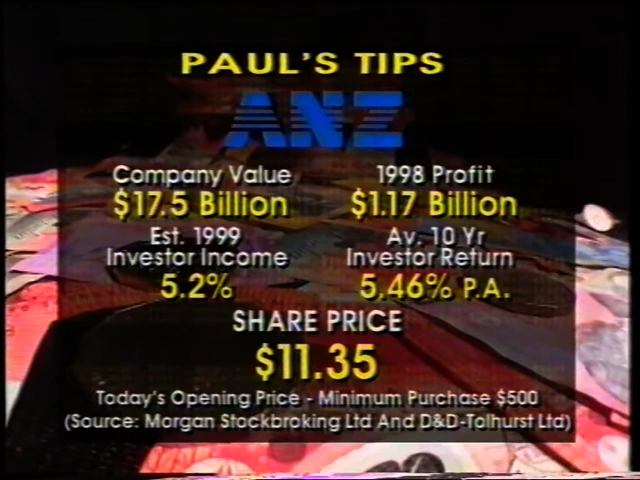 PAUL'S TIPS
ANZ
Company Value
$17.5 Billion
1998 Profit
$1.17 Billion
Est. 1999
Investor Income
5.2%
Av. 10 Yr
Investor Return
5.46% P.A.
SHARE PRICE
$11.35
Today's Opening Price - Minimum Purchase $500
(Source: Morgan Stockbroking Ltd And D&D-Tolhurst Ltd)